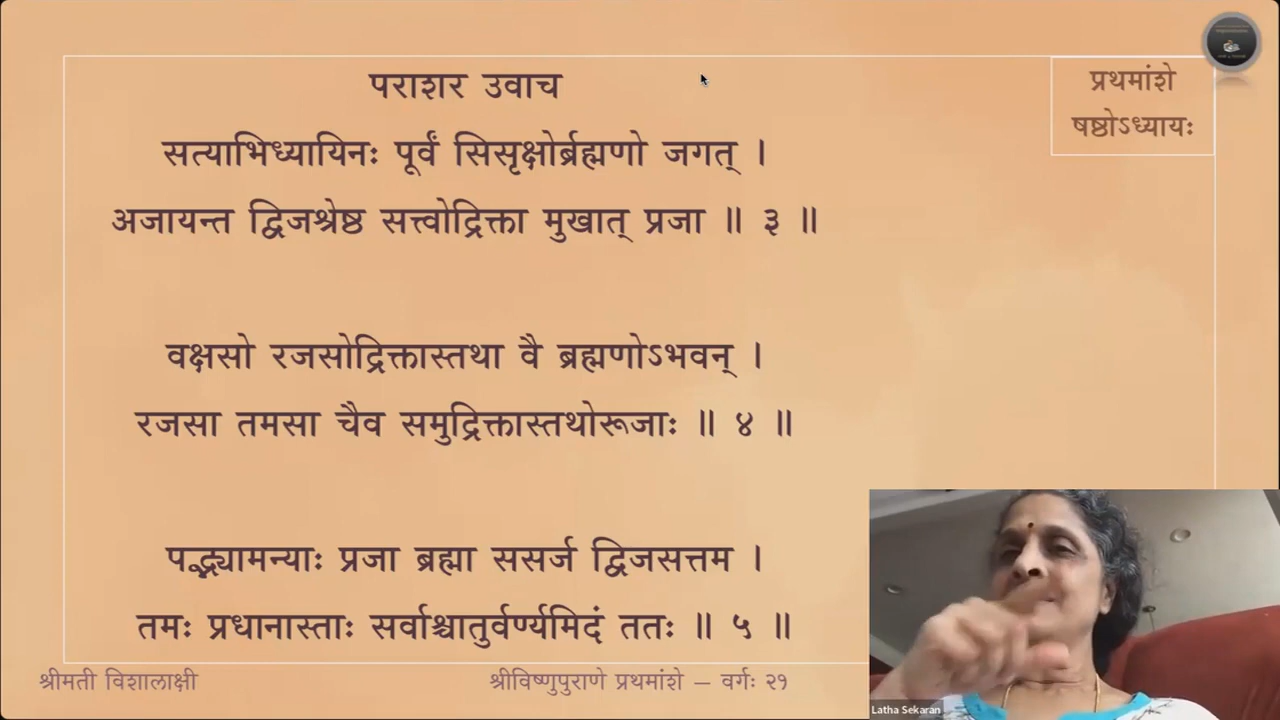 पराशर उवाच
सत्याभिध्यायिनः पूर्वं सिसृक्षोर्ब्रह्मणो जगत् ।
अजायन्त द्विजश्रेष्ठ सत्त्वोद्रिक्ता मुखात् प्रजा ॥ ३ ॥
वक्षसो रजसोद्रिक्तास्तथा वै ब्रह्मणोऽभवन् ।
रजसा तमसा चैव समुद्रिक्तास्तथोरूजाः ॥ ४ ॥
पद्भ्यामन्याः प्रजा ब्रह्मा ससर्ज द्विजसत्तम ।
तमः प्रधानास्ताः सर्वाश्चातुर्वर्ण्यमिदं ततः ॥ ५ ॥
प्रथमांशे
षष्ठोऽध्यायः
श्रीमती विशालाक्षी
श्रीविष्णुपुराणे प्रथमांशे – वर्गः २१
Latha Sekaran